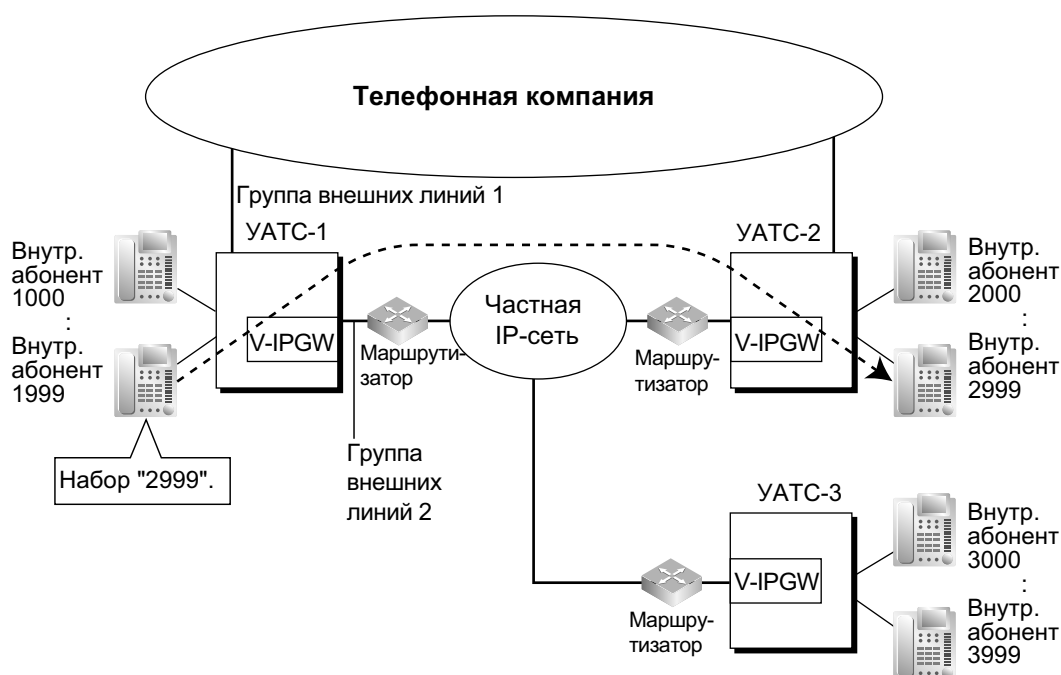 Телефонная компания
Группа внешних линий 1
УАТС-1
УАТС-2
Внутр.
абонент
1000
:
Внутр.
абонент
1999
V-IPGW
Маршрути-
затор
Частная
IP-сеть
Маршру-
тизатор
V-IPGW
Внутр.
абонент
2000
:
Внутр.
абонент
2999
Набор "2999".
Группа
внешних
линий 2
УАТС-3
V-IPGW
Маршру-
тизатор
Внутр.
абонент
3000
:
Внутр.
абонент
3999